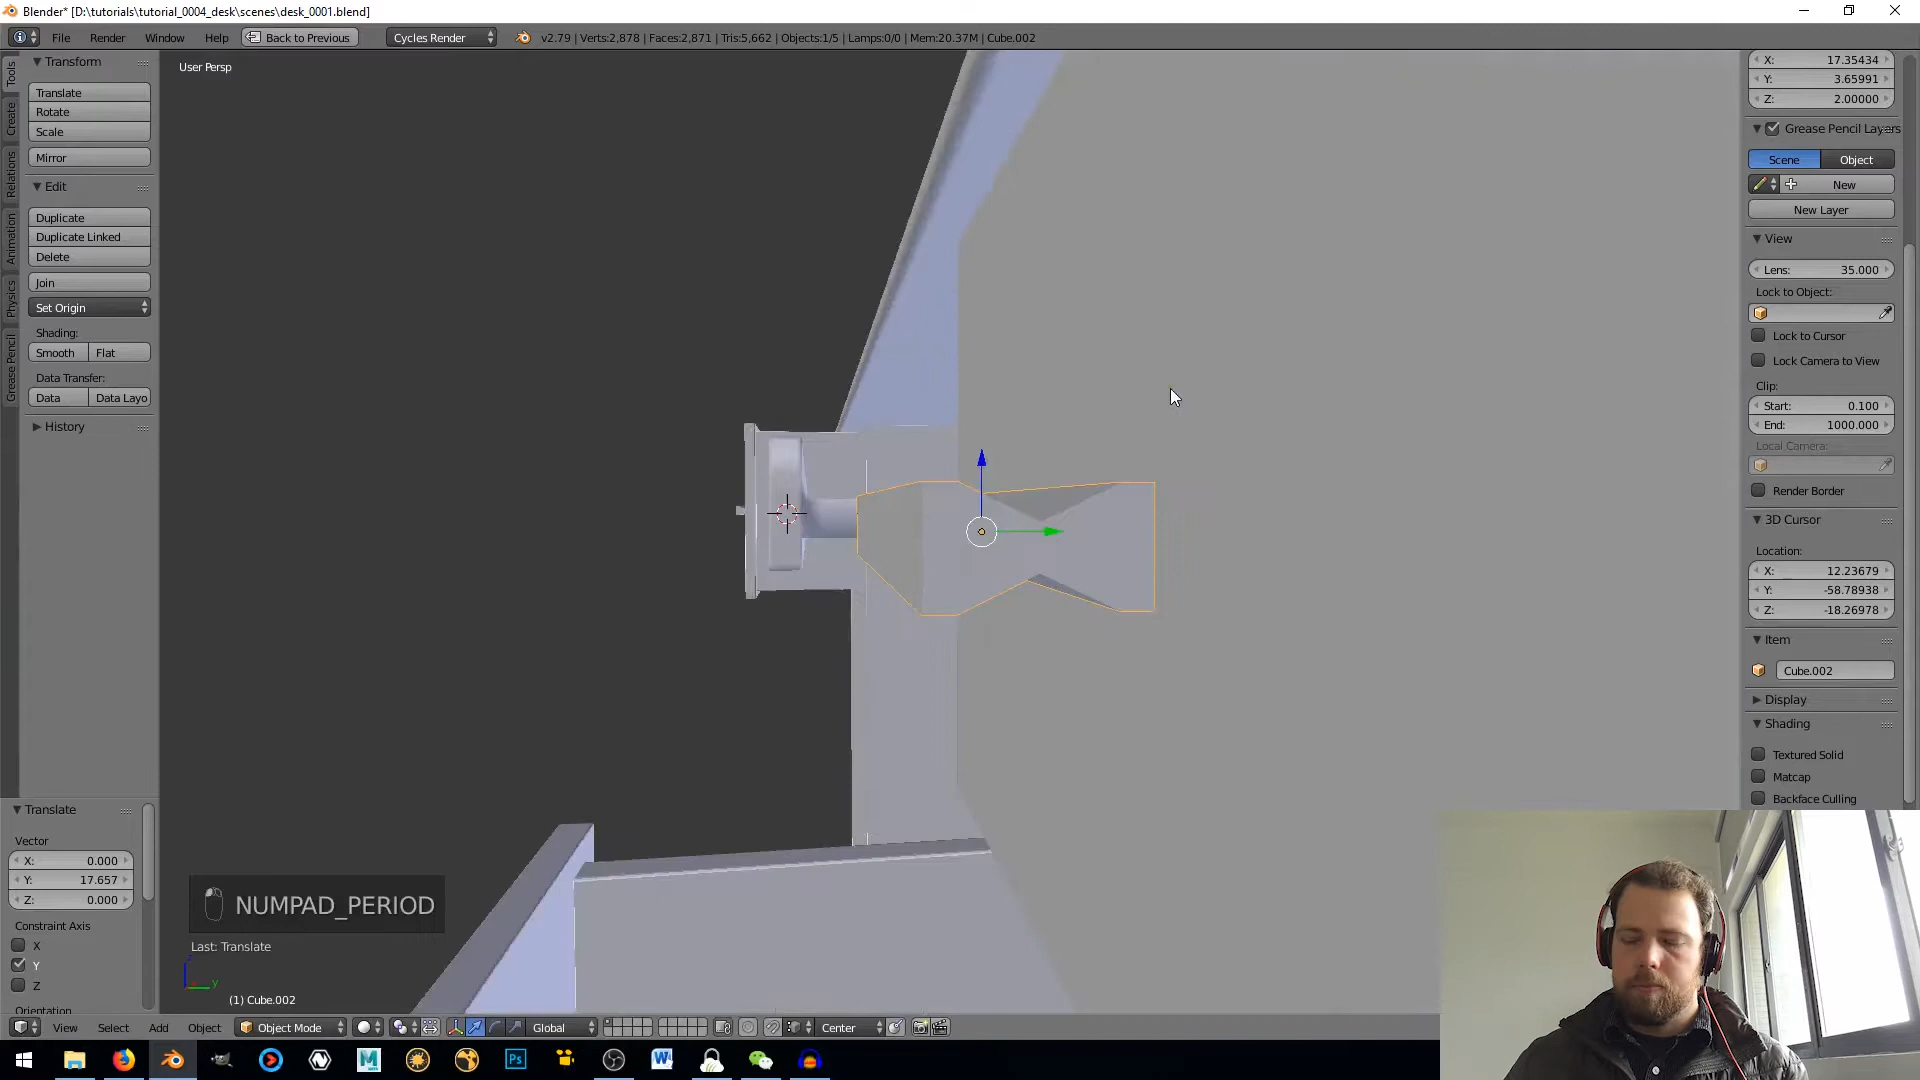 Blender* [D:\tutorials\tutorial_0004_desk\scenes\desk_0001.blend]
File Render Window Help Back to Previous Cycles Render v2.79 | Verts:2,878 | Faces:2,871 | Tris:5,662 | Objects:1/5 | Lamps:0/0 | Mem:20.37M | Cube.002
Tools
Create
Relations
Animation
Physics
Grease Pencil
Transform
Translate
Rotate
Scale
Mirror
Edit
Duplicate
Duplicate Linked
Delete
Join
Set Origin
Shading:
Smooth Flat
Data Transfer:
Data Data Layo
History
Translate
Vector
X: 0.000
Y: 17.657
Z: 0.000
Constraint Axis
X
Y
Z
Orientation
User Persp
NUMPAD_PERIOD
Last: Translate
y
(1) Cube.002
X: 17.35434
Y: 3.65991
Z: 2.00000
Grease Pencil Layers
Scene Object
New
New Layer
View
Lens: 35.000
Lock to Object:
Lock to Cursor
Lock Camera to View
Clip:
Start: 0.100
End: 1000.000
Local Camera:
Render Border
3D Cursor
Location:
X: 12.23679
Y: -58.78938
Z: -18.26978
Item
Cube.002
Display
Shading
Textured Solid
Matcap
Backface Culling
View Select Add Object Object Mode Global Center